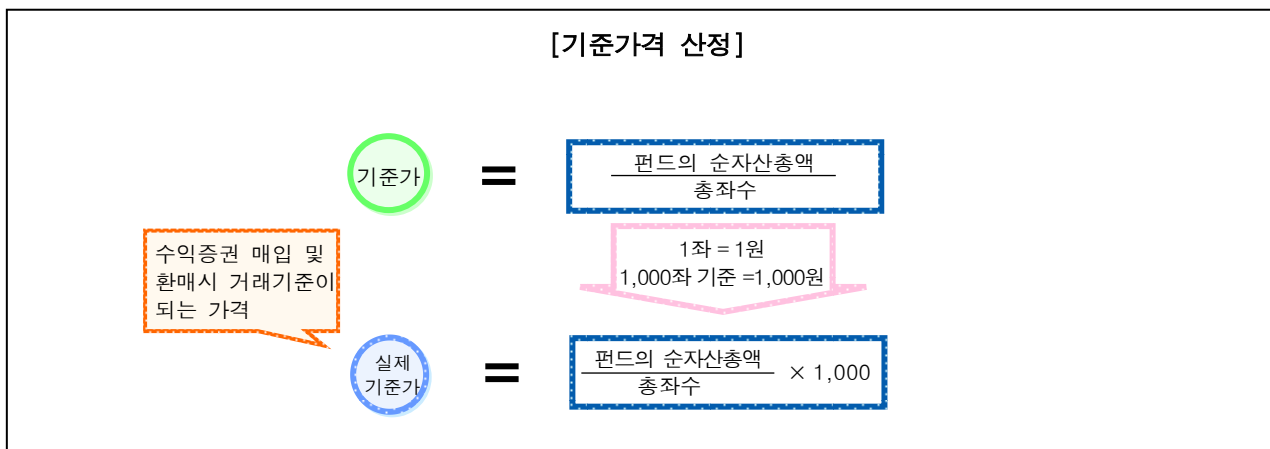 [기준가격 산정]
기준가
=
펀드의 순자산총액
총좌수
수익증권 매입 및
환매시 거래기준이
되는 가격
1좌 = 1원
1,000좌 기준 =1,000원
실제
기준가
=
펀드의 순자산총액
총좌수
× 1,000